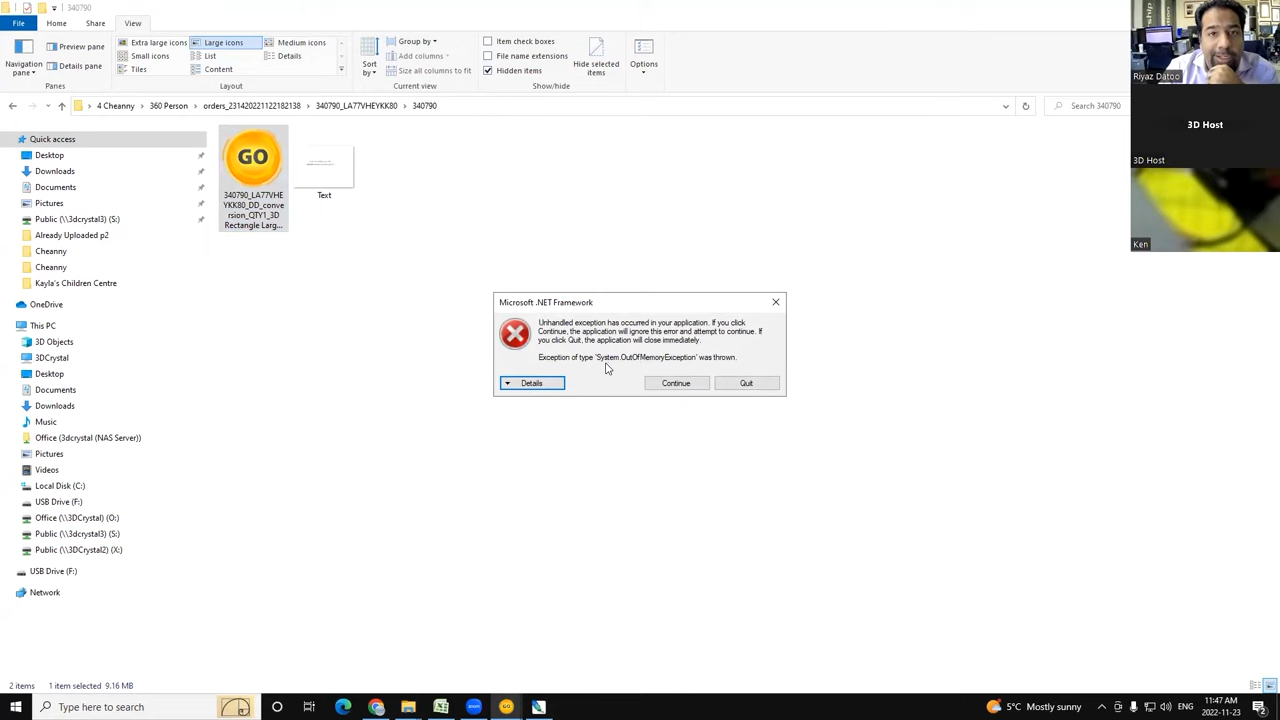 340790
File
Home
Share
View
Navigation pane
Preview pane
Details pane
Panes
Extra large icons
Large icons
Medium icons
Small icons
List
Details
Tiles
Content
Layout
Sort by
Group by
Add columns
Size all columns to fit
Current view
Item check boxes
File name extensions
Hidden items
Hide selected items
Show/hide
Options
4 Cheanny
360 Person
orders_231420221122182138
340790_LA77VHEYKK80
340790
Search 340790
Quick access
Desktop
Downloads
Documents
Pictures
Public (\\3dcrystal3) (S:)
Already Uploaded p2
Cheanny
Cheanny
Kayla's Children Centre
OneDrive
This PC
3D Objects
3DCrystal
Desktop
Documents
Downloads
Music
Office (3dcrystal (NAS Server))
Pictures
Videos
Local Disk (C:)
USB Drive (F:)
Office (\\3DCrystal) (O:)
Public (\\3dcrystal3) (S:)
Public (\\3DCrystal2) (X:)
USB Drive (F:)
Network
GO
340790_LA77VHE
YKK80_DD_conve
rsion_QTY1_3D
Rectangle Larg...
Text
Microsoft .NET Framework
Unhandled exception has occurred in your application. If you click
Continue, the application will ignore this error and attempt to continue. If
you click Quit, the application will close immediately.
Exception of type 'System.OutOfMemoryException' was thrown.
Details
Continue
Quit
Riyaz Datoo
3D Host
3D Host
Ken
2 items
1 item selected 9.16 MB
Type here to search
GO
5°C Mostly sunny
ENG
11:47 AM
2022-11-23
2